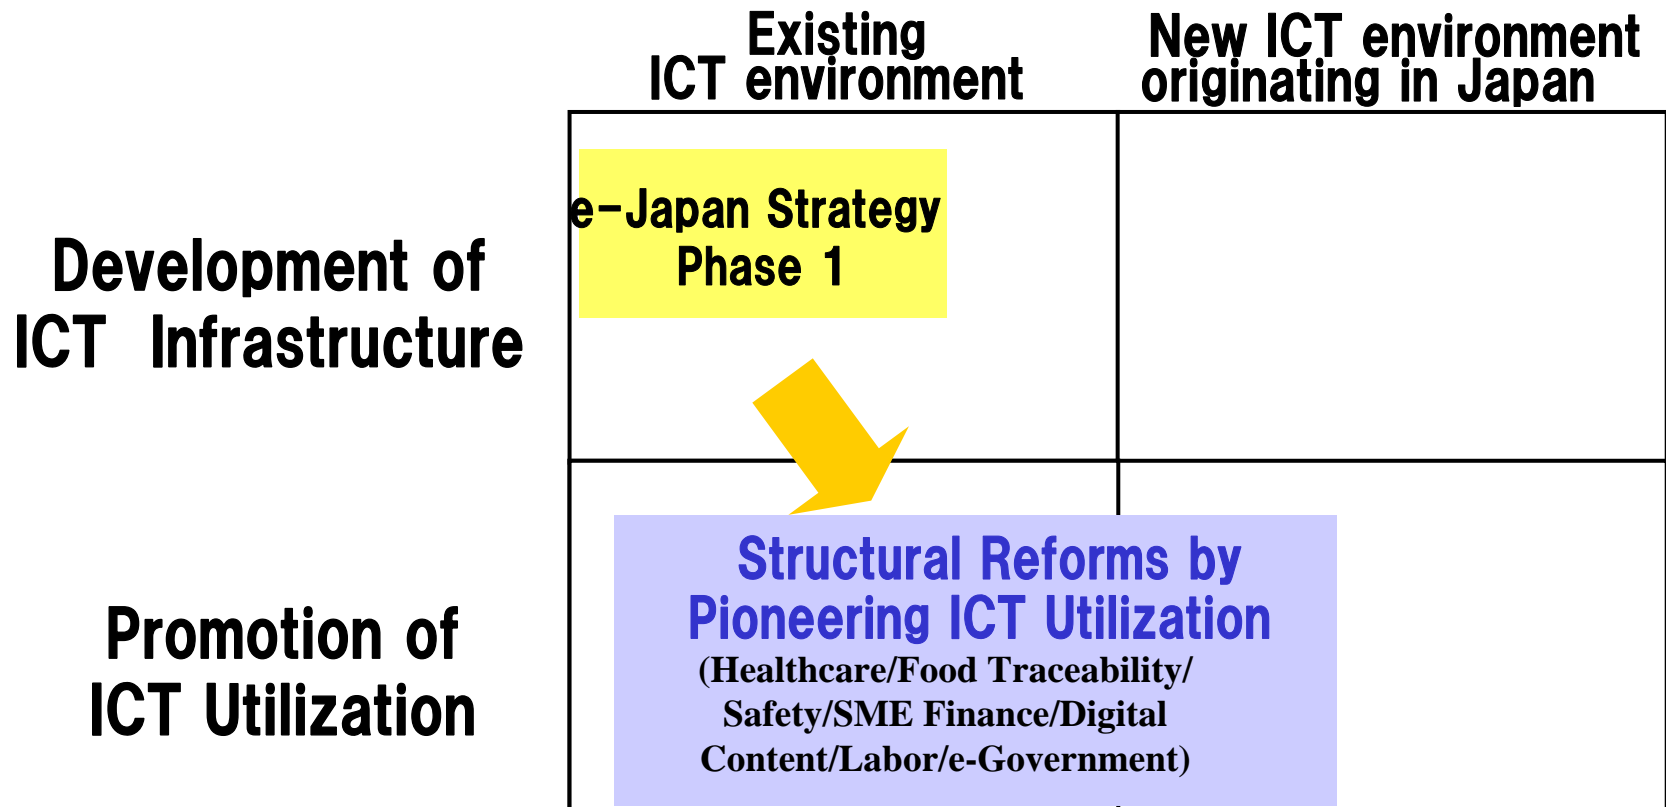 Existing
ICT environment
New ICT environment
originating in Japan
e-Japan Strategy
Phase 1
Development of
ICT Infrastructure
Structural Reforms by
Pioneering ICT Utilization
(Healthcare/Food Traceability/
Safety/SME Finance/Digital
Content/Labor/e-Government)
Promotion of
ICT Utilization